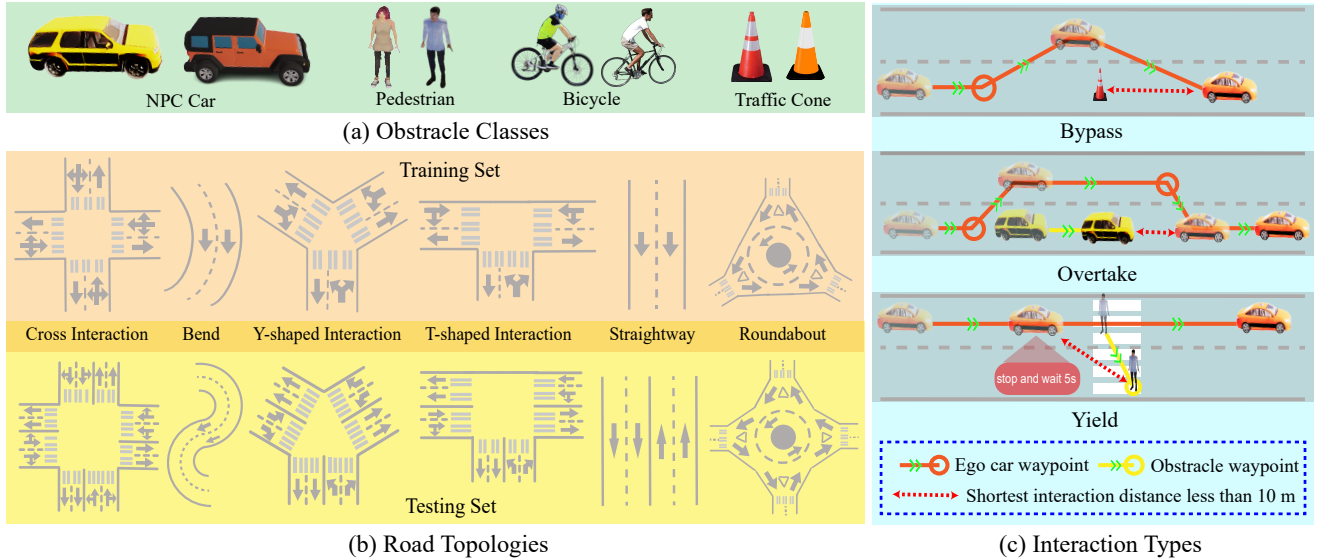 NPC Car
Pedestrian
Bicycle
Traffic Cone
(a) Obstracle Classes
Training Set
Cross Interaction
Bend
Y-shaped Interaction
T-shaped Interaction
Straightway
Roundabout
Testing Set
(b) Road Topologies
Bypass
Overtake
stop and wait 5s
Yield
Ego car waypoint
Obstracle waypoint
Shortest interaction distance less than 10 m
(c) Interaction Types